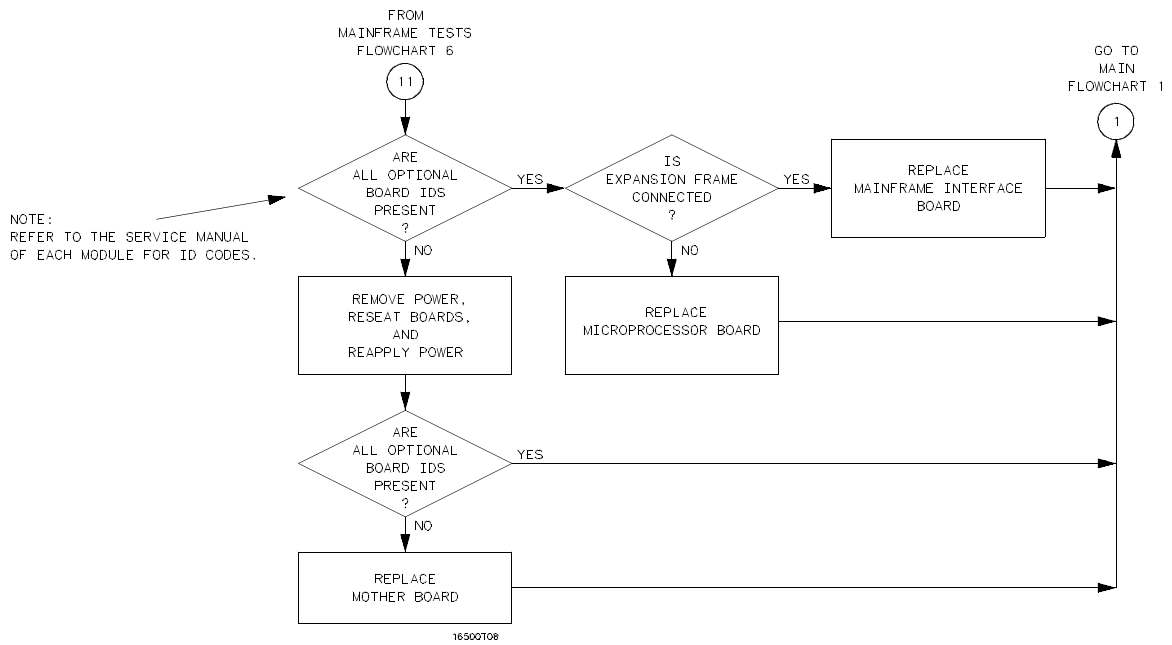 FROM
MAINFRAME TESTS
FLOWCHART 6
11
GO TO
MAIN
FLOWCHART 1
1
ARE
ALL OPTIONAL
BOARD IDS
PRESENT
?
YES
IS
EXPANSION FRAME
CONNECTED
?
YES
REPLACE
MAINFRAME INTERFACE
BOARD
NOTE:
REFER TO THE SERVICE MANUAL
OF EACH MODULE FOR ID CODES.
NO
NO
REMOVE POWER,
RESEAT BOARDS,
AND
REAPPLY POWER
REPLACE
MICROPROCESSOR BOARD
ARE
ALL OPTIONAL
BOARD IDS
PRESENT
?
YES
NO
REPLACE
MOTHER BOARD
16500T08